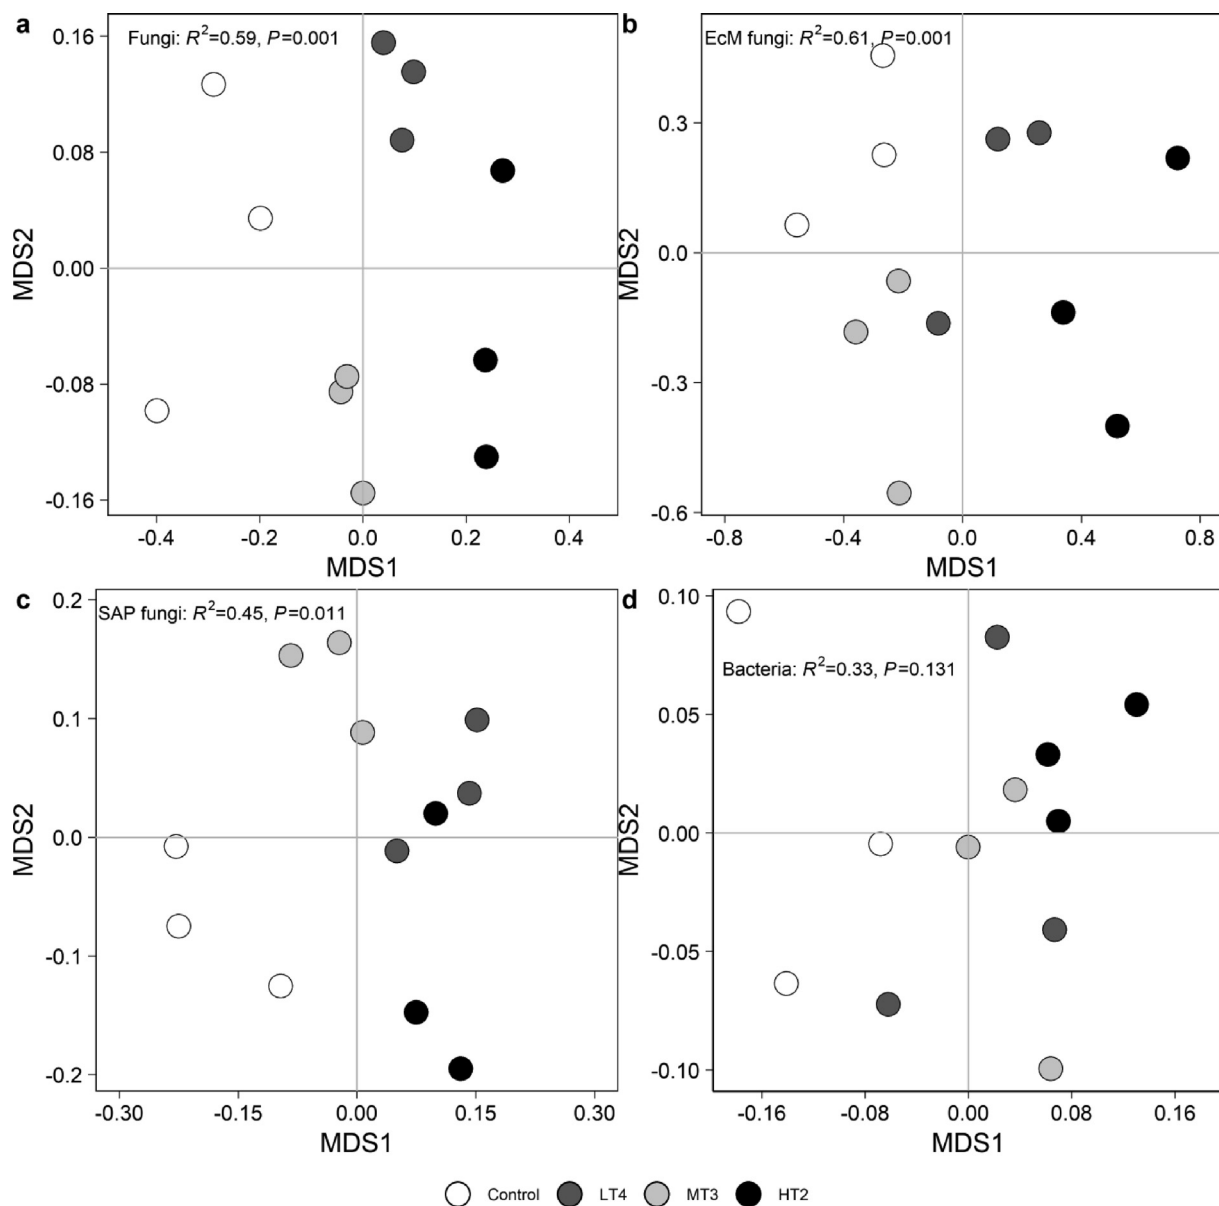 a
Fungi: R²=0.59, P=0.001
0.16
0.08
0.00
-0.08
-0.16
MDS2
-0.4 -0.2 0.0 0.2 0.4
MDS1
b
EcM fungi: R²=0.61, P=0.001
0.3
0.0
-0.3
-0.6
MDS2
-0.8 -0.4 0.0 0.4 0.8
MDS1
c
SAP fungi: R²=0.45, P=0.011
0.2
0.1
0.0
-0.1
-0.2
MDS2
-0.30 -0.15 0.00 0.15 0.30
MDS1
d
Bacteria: R²=0.33, P=0.131
0.10
0.05
0.00
-0.05
-0.10
MDS2
-0.16 -0.08 0.00 0.08 0.16
MDS1
Control LT4 MT3 HT2